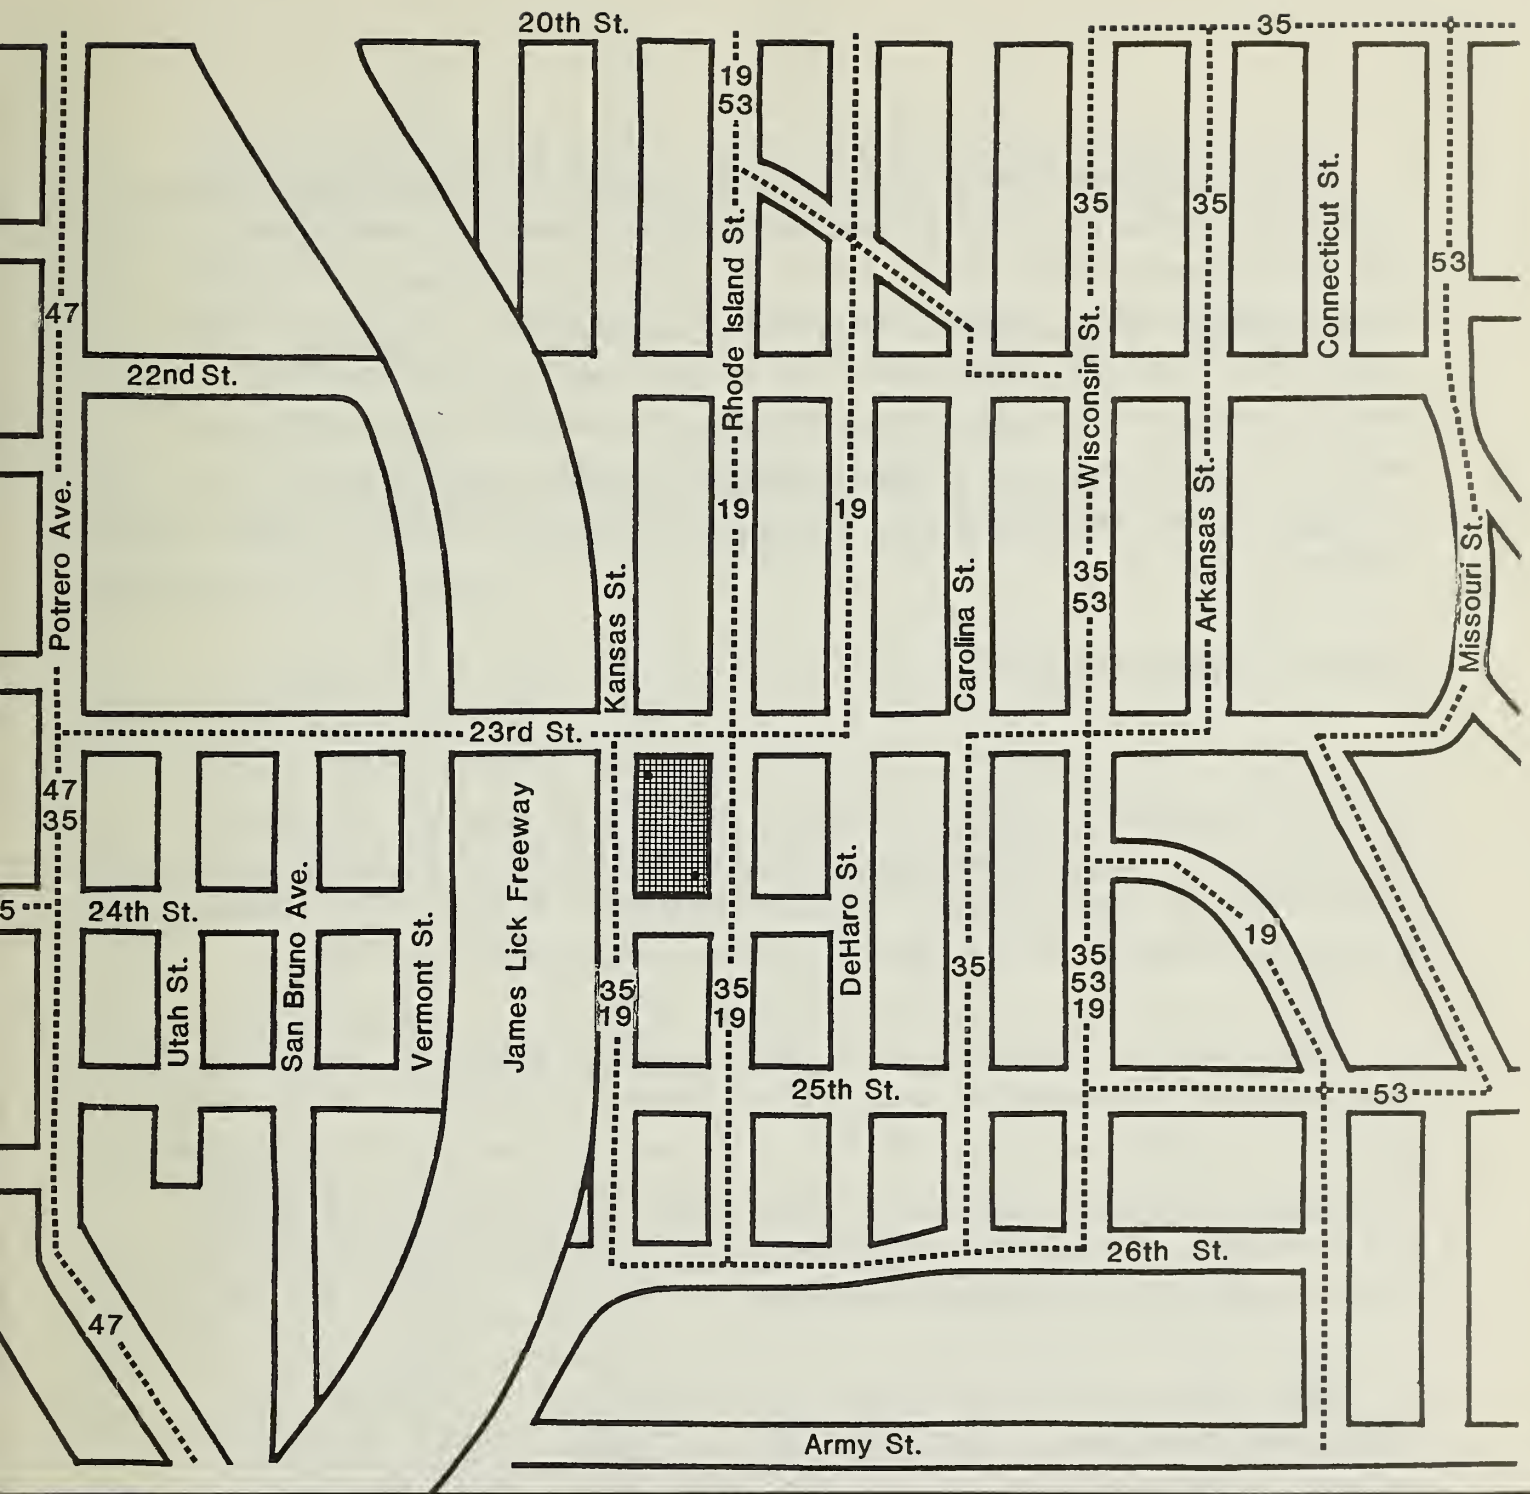 20th St.
35
19
53
35
35
Connecticut St.
53
47
22nd St.
Rhode Island St.
Wisconsin St.
19
19
Potrero Ave.
Kansas St.
Carolina St.
35
53
Arkansas St.
Missouri St.
23rd St.
47
35
James Lick Freeway
5
24th St.
Utah St.
San Bruno Ave.
Vermont St.
DeHaro St.
35
19
35
19
35
35
53
19
19
25th St.
53
26th St.
47
Army St.